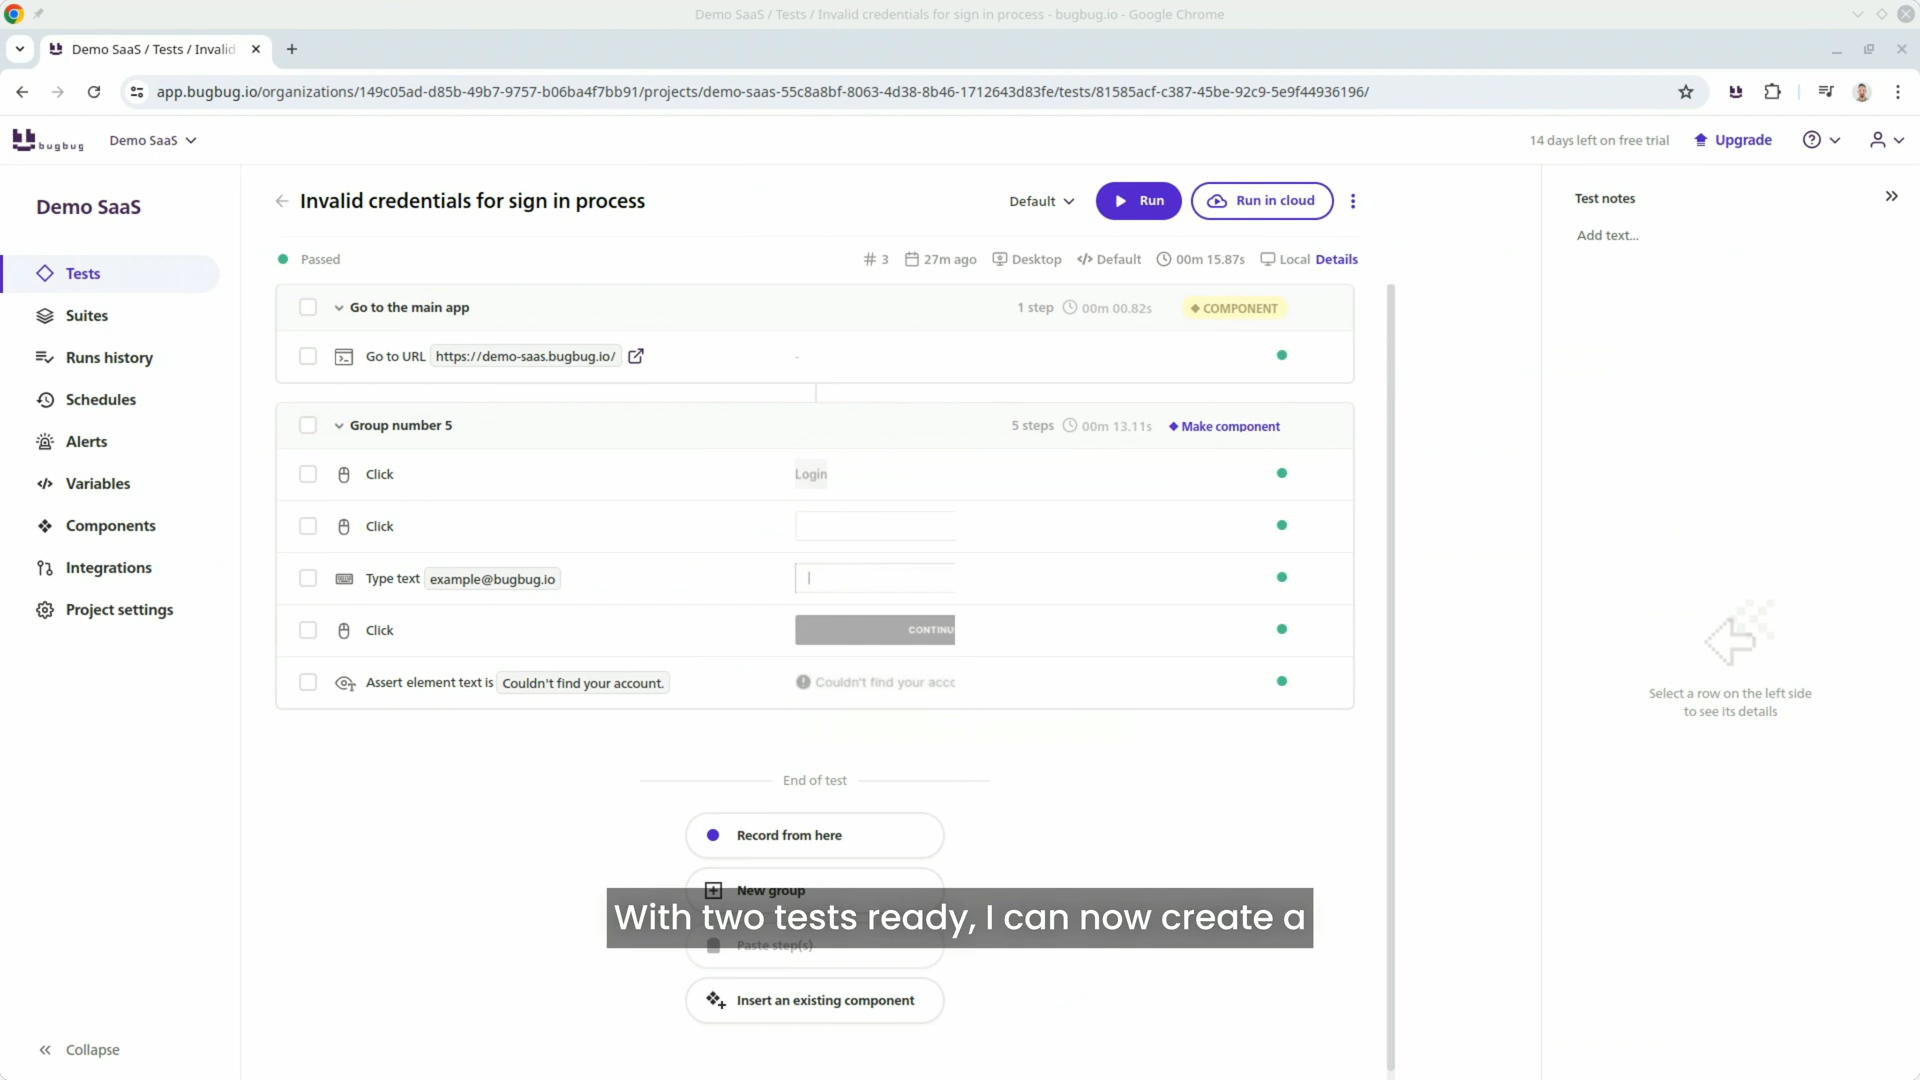 Demo SaaS / Tests / Invalid credentials for sign in process - bugbug.io - Google Chrome
Demo SaaS / Tests / Invalid
app.bugbug.io/organizations/149c05ad-d85b-49b7-9757-b06ba4f7bb91/projects/demo-saas-55c8a8bf-8063-4d38-8b46-1712643d83fe/tests/81585acf-c387-45be-92c9-5e9f44936196/
bugbug
Demo SaaS
14 days left on free trial
Upgrade
Demo SaaS
Tests
Suites
Runs history
Schedules
Alerts
Variables
Components
Integrations
Project settings
Collapse
Invalid credentials for sign in process
Default
Run
Run in cloud
Passed
# 3
27m ago
Desktop
Default
00m 15.87s
Local
Details
Go to the main app
1 step
00m 00.82s
COMPONENT
Go to URL https://demo-saas.bugbug.io/
-
Group number 5
5 steps
00m 13.11s
Make component
Click
Login
Click
Type text example@bugbug.io
Click
CONTINU
Assert element text is Couldn't find your account.
Couldn't find your acco
End of test
Record from here
New group
With two tests ready, I can now create a
Paste step(s)
Insert an existing component
Test notes
Add text...
Select a row on the left side
to see its details